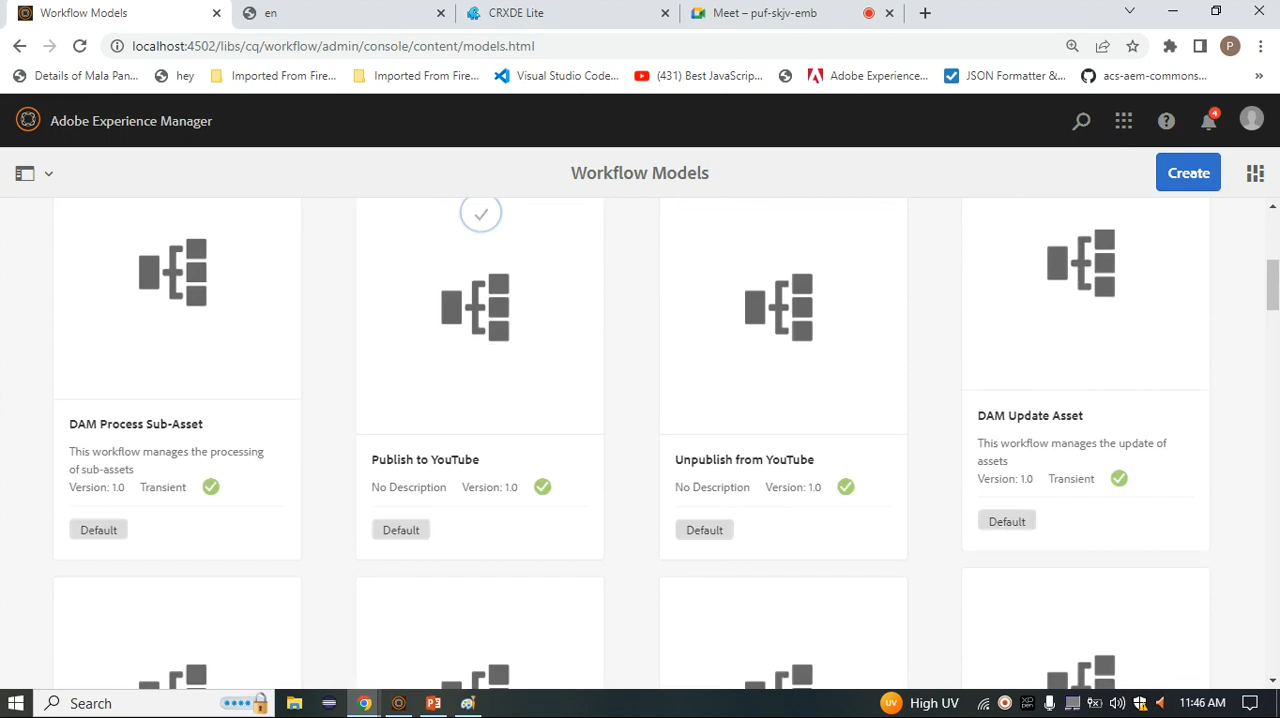 Workflow Models
en
CRXDE Lite
Meet – puf-skjv-emb
localhost:4502/libs/cq/workflow/admin/console/content/models.html
P
Details of Mala Pan...
hey
Imported From Fire...
Imported From Fire...
Visual Studio Code...
(431) Best JavaScrip...
Adobe Experience...
JSON Formatter &...
acs-aem-commons...
»
Adobe Experience Manager
4
Workflow Models
Create
DAM Process Sub-Asset
This workflow manages the processing
of sub-assets
Version: 1.0 Transient
Default
Publish to YouTube
No Description Version: 1.0
Default
Unpublish from YouTube
No Description Version: 1.0
Default
DAM Update Asset
This workflow manages the update of
assets
Version: 1.0 Transient
Default
Search
UV
High UV
11:46 AM